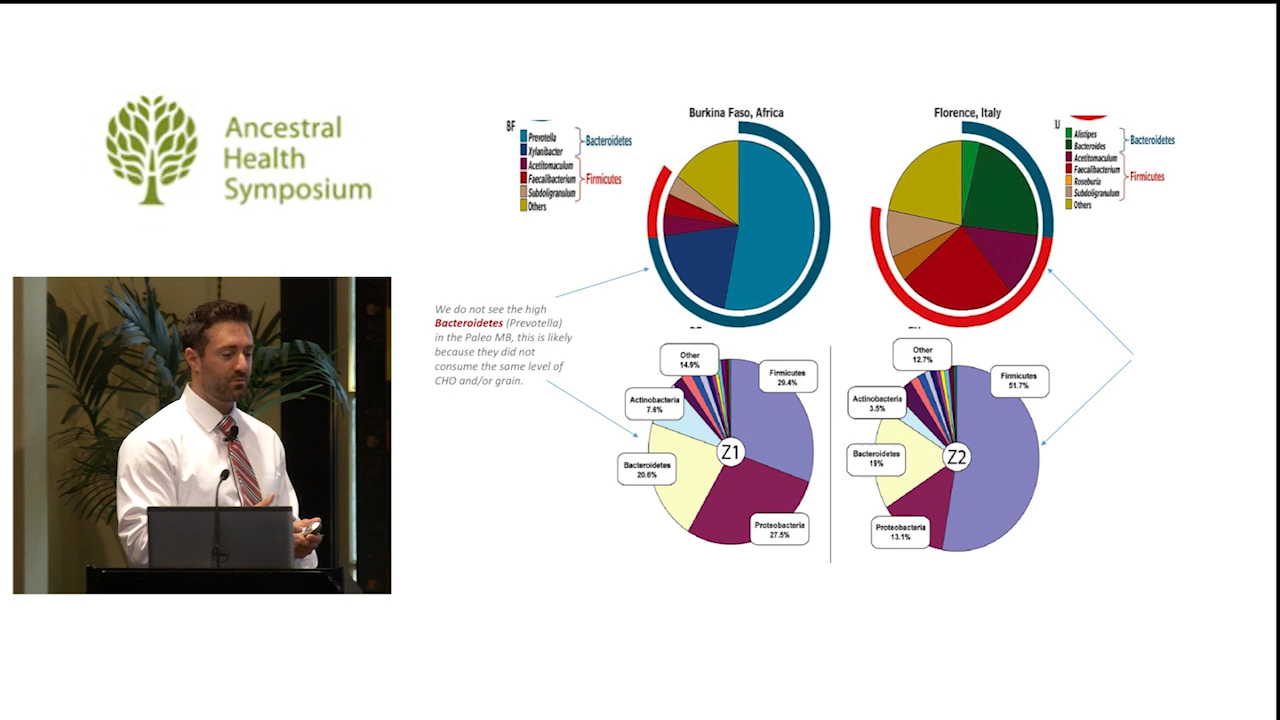 Ancestral
Health
Symposium
Burkina Faso, Africa
BF
Prevotella
Xylanibacter
Acetitomaculum
Faecalibacterium
Subdoligranulum
Others
Bacteroidetes
Firmicutes
Florence, Italy
Alistipes
Bacteroides
Acetitomaculum
Faecalibacterium
Roseburia
Subdoligranulum
Others
Bacteroidetes
Firmicutes
We do not see the high
Bacteroidetes (Prevotella)
in the Paleo MB, this is likely
because they did not
consume the same level of
CHO and/or grain.
Other
14.9%
Firmicutes
29.4%
Actinobacteria
7.6%
Bacteroidetes
20.6%
Z1
Proteobacteria
27.5%
Other
12.7%
Firmicutes
51.7%
Actinobacteria
3.5%
Bacteroidetes
19%
Z2
Proteobacteria
13.1%